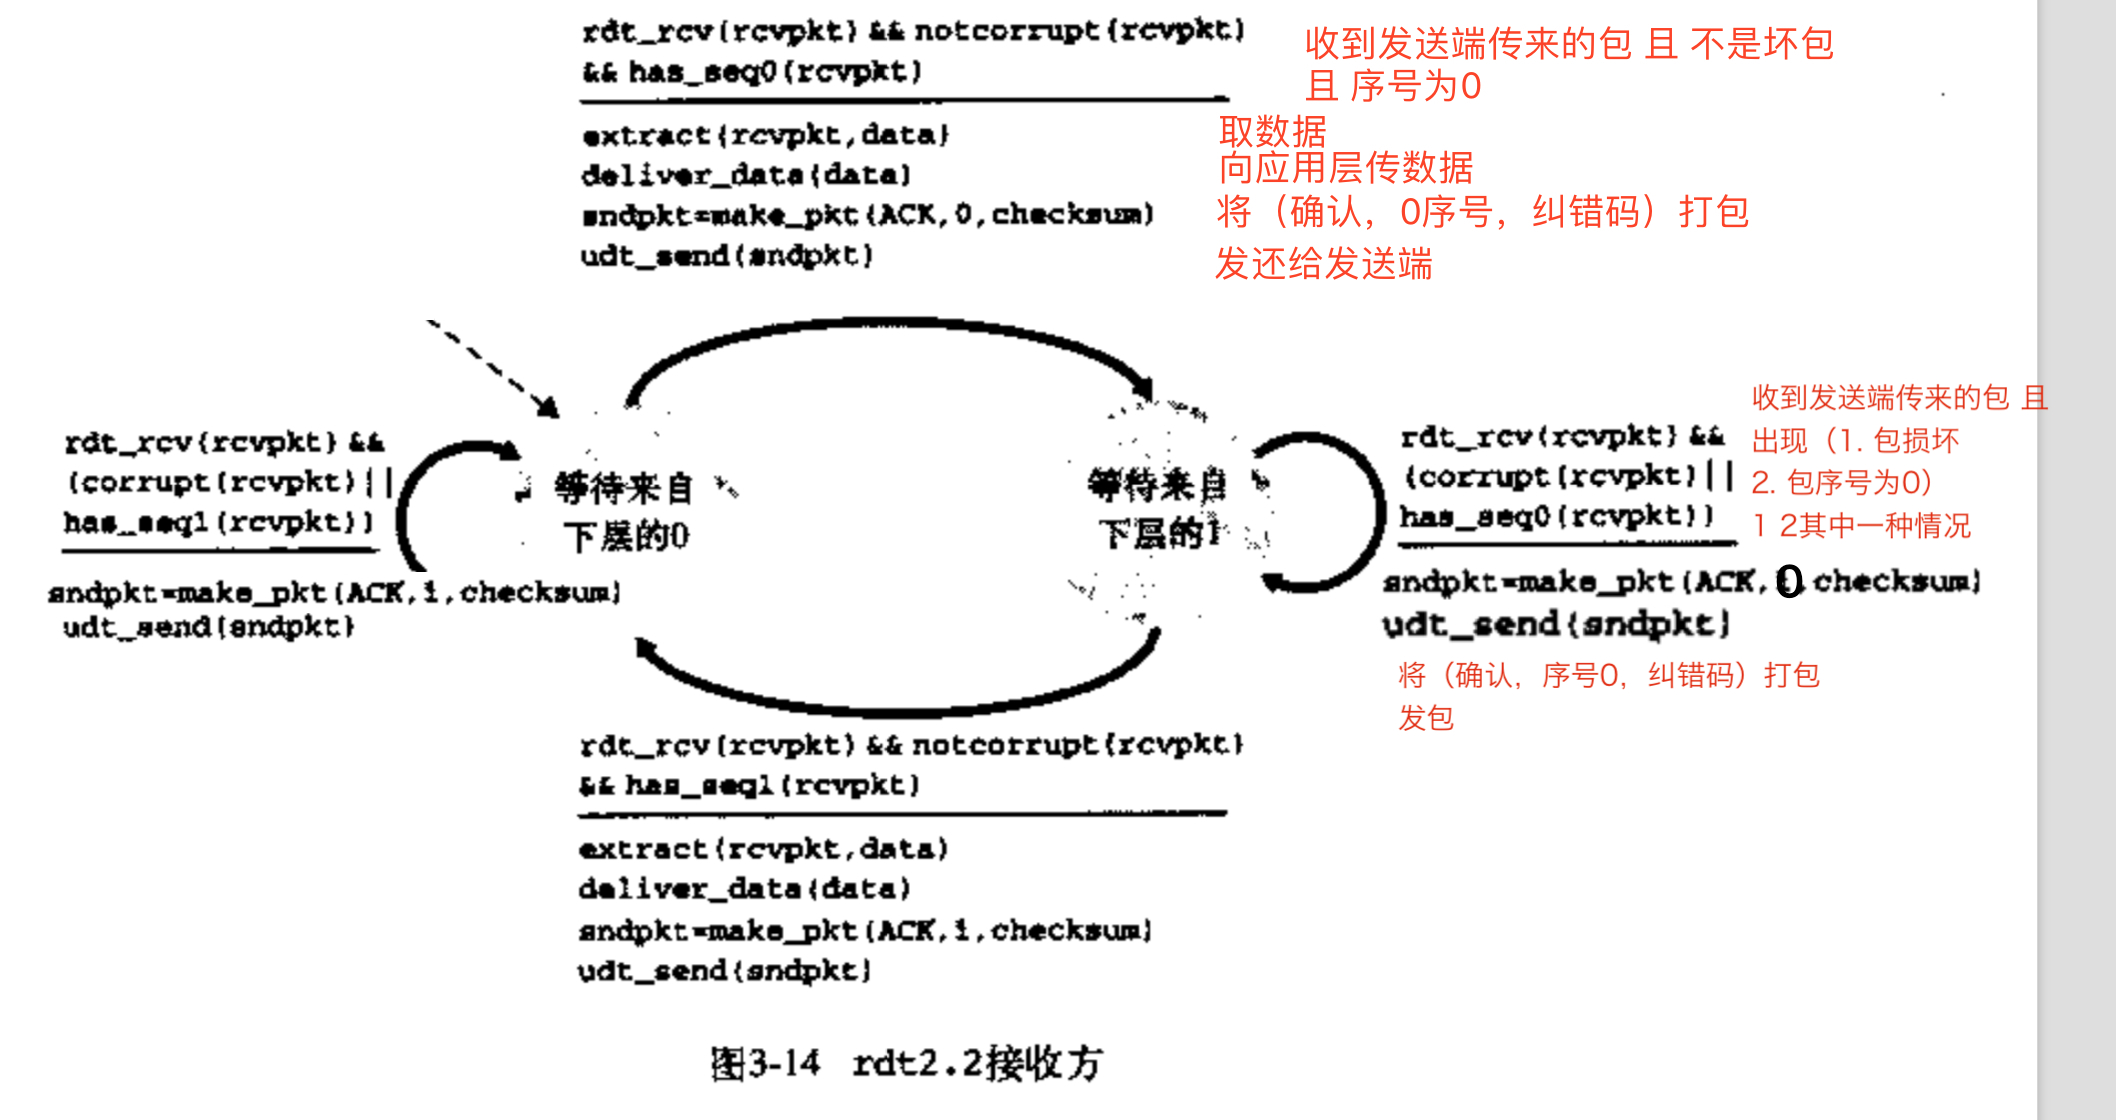 rdt_rcv(rcvpkt) && notcorrupt(rcvpkt)
&& has_seq0(rcvpkt)
收到发送端传来的包 且 不是坏包
且 序号为0
extract(rcvpkt,data)
deliver_data(data)
sndpkt=make_pkt(ACK,0,checksum)
udt_send(sndpkt)
取数据
向应用层传数据
将（确认，0序号，纠错码）打包
发还给发送端
rdt_rcv(rcvpkt) &&
(corrupt(rcvpkt)||
has_seq1(rcvpkt))
sndpkt=make_pkt(ACK,1,checksum)
udt_send(sndpkt)
等待来自
下层的0
等待来自
下层的1
rdt_rcv(rcvpkt) &&
(corrupt(rcvpkt)||
has_seq0(rcvpkt))
sndpkt=make_pkt(ACK,0,checksum)
udt_send(sndpkt)
收到发送端传来的包 且
出现（1. 包损坏
2. 包序号为0）
1 2其中一种情况
将（确认，序号0，纠错码）打包
发包
rdt_rcv(rcvpkt) && notcorrupt(rcvpkt)
&& has_seq1(rcvpkt)
extract(rcvpkt,data)
deliver_data(data)
sndpkt=make_pkt(ACK,1,checksum)
udt_send(sndpkt)
图3-14 rdt2.2接收方